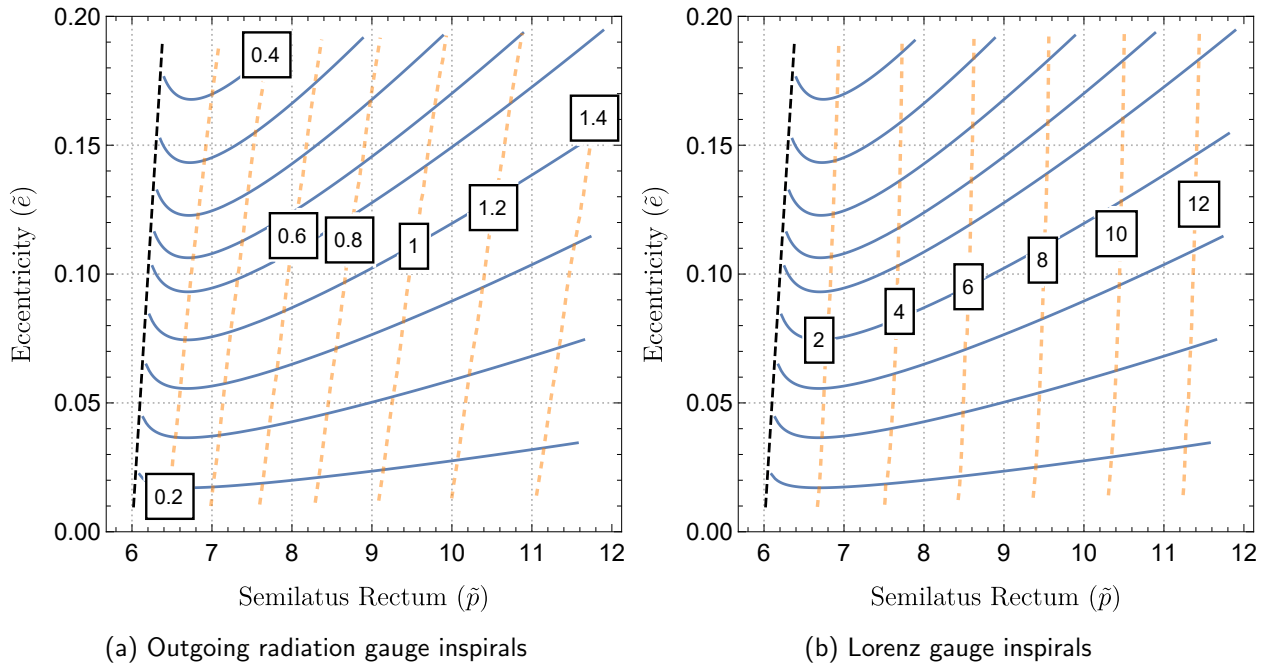 0.20
0.15
0.10
0.05
0.00
Eccentricity (ẽ)
0.4
1.4
1.2
0.6
0.8
1
0.2
6 7 8 9 10 11 12
Semilatus Rectum (p̃)
(a) Outgoing radiation gauge inspirals
0.20
0.15
0.10
0.05
0.00
Eccentricity (ẽ)
12
10
8
6
4
2
6 7 8 9 10 11 12
Semilatus Rectum (p̃)
(b) Lorenz gauge inspirals